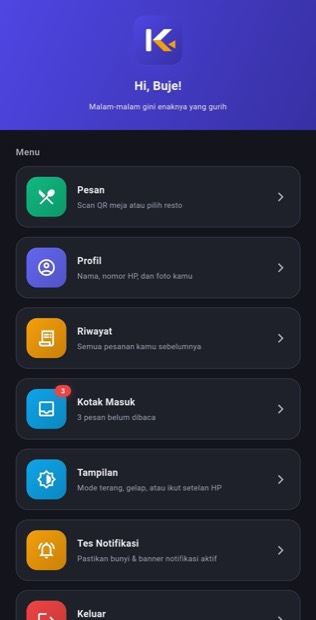 Hi, Buje!
Malam-malam gini enaknya yang gurih
Menu
Pesan
Scan QR meja atau pilih resto
Profil
Nama, nomor HP, dan foto kamu
Riwayat
Semua pesanan kamu sebelumnya
3
Kotak Masuk
3 pesan belum dibaca
Tampilan
Mode terang, gelap, atau ikut setelan HP
Tes Notifikasi
Pastikan bunyi & banner notifikasi aktif
Keluar